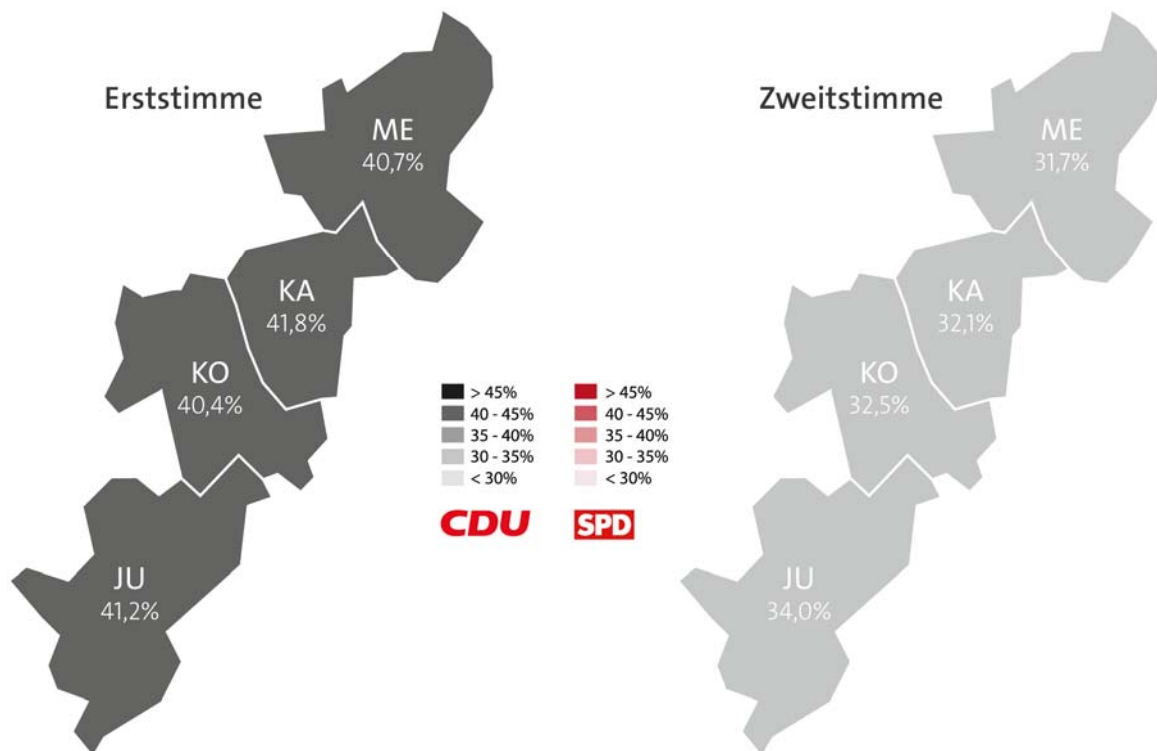 Erststimme
ME
40,7%
KA
41,8%
KO
40,4%
JU
41,2%
> 45%
40 - 45%
35 - 40%
30 - 35%
< 30%
CDU
> 45%
40 - 45%
35 - 40%
30 - 35%
< 30%
SPD
Zweitstimme
ME
31,7%
KA
32,1%
KO
32,5%
JU
34,0%